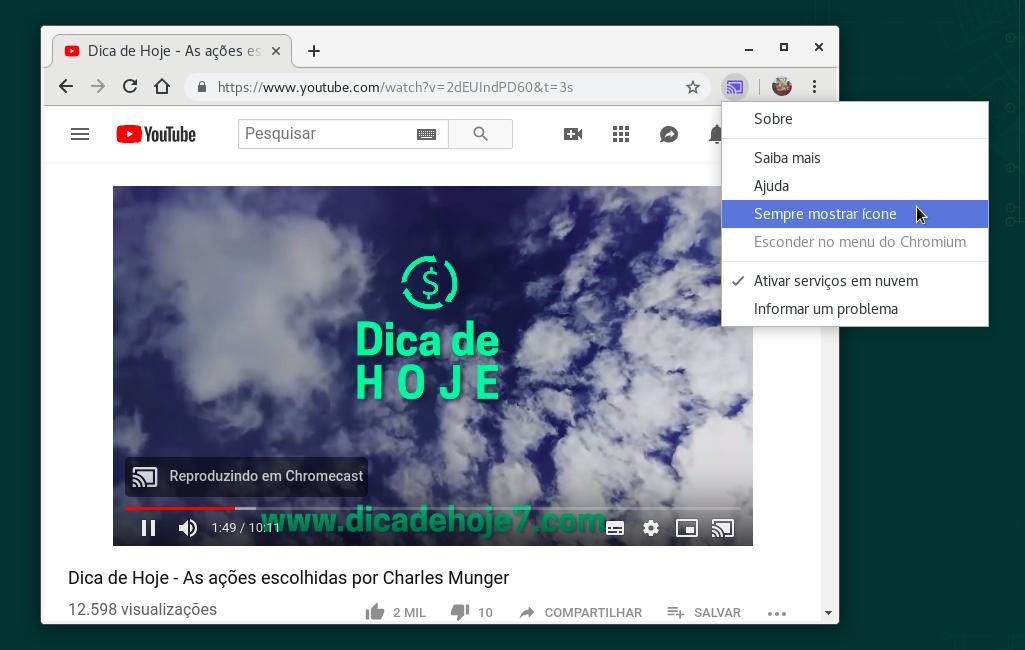 Dica de Hoje - As ações es
https://www.youtube.com/watch?v=2dEUIndPD60&t=3s
YouTube
Pesquisar
Sobre
Saiba mais
Ajuda
Sempre mostrar ícone
Esconder no menu do Chromium
Ativar serviços em nuvem
Informar um problema
$
Dica de
HOJE
Reproduzindo em Chromecast
www.dicadehoje7.com
1:49 / 10:11
Dica de Hoje - As ações escolhidas por Charles Munger
12.598 visualizações
2 MIL 10 COMPARTILHAR SALVAR